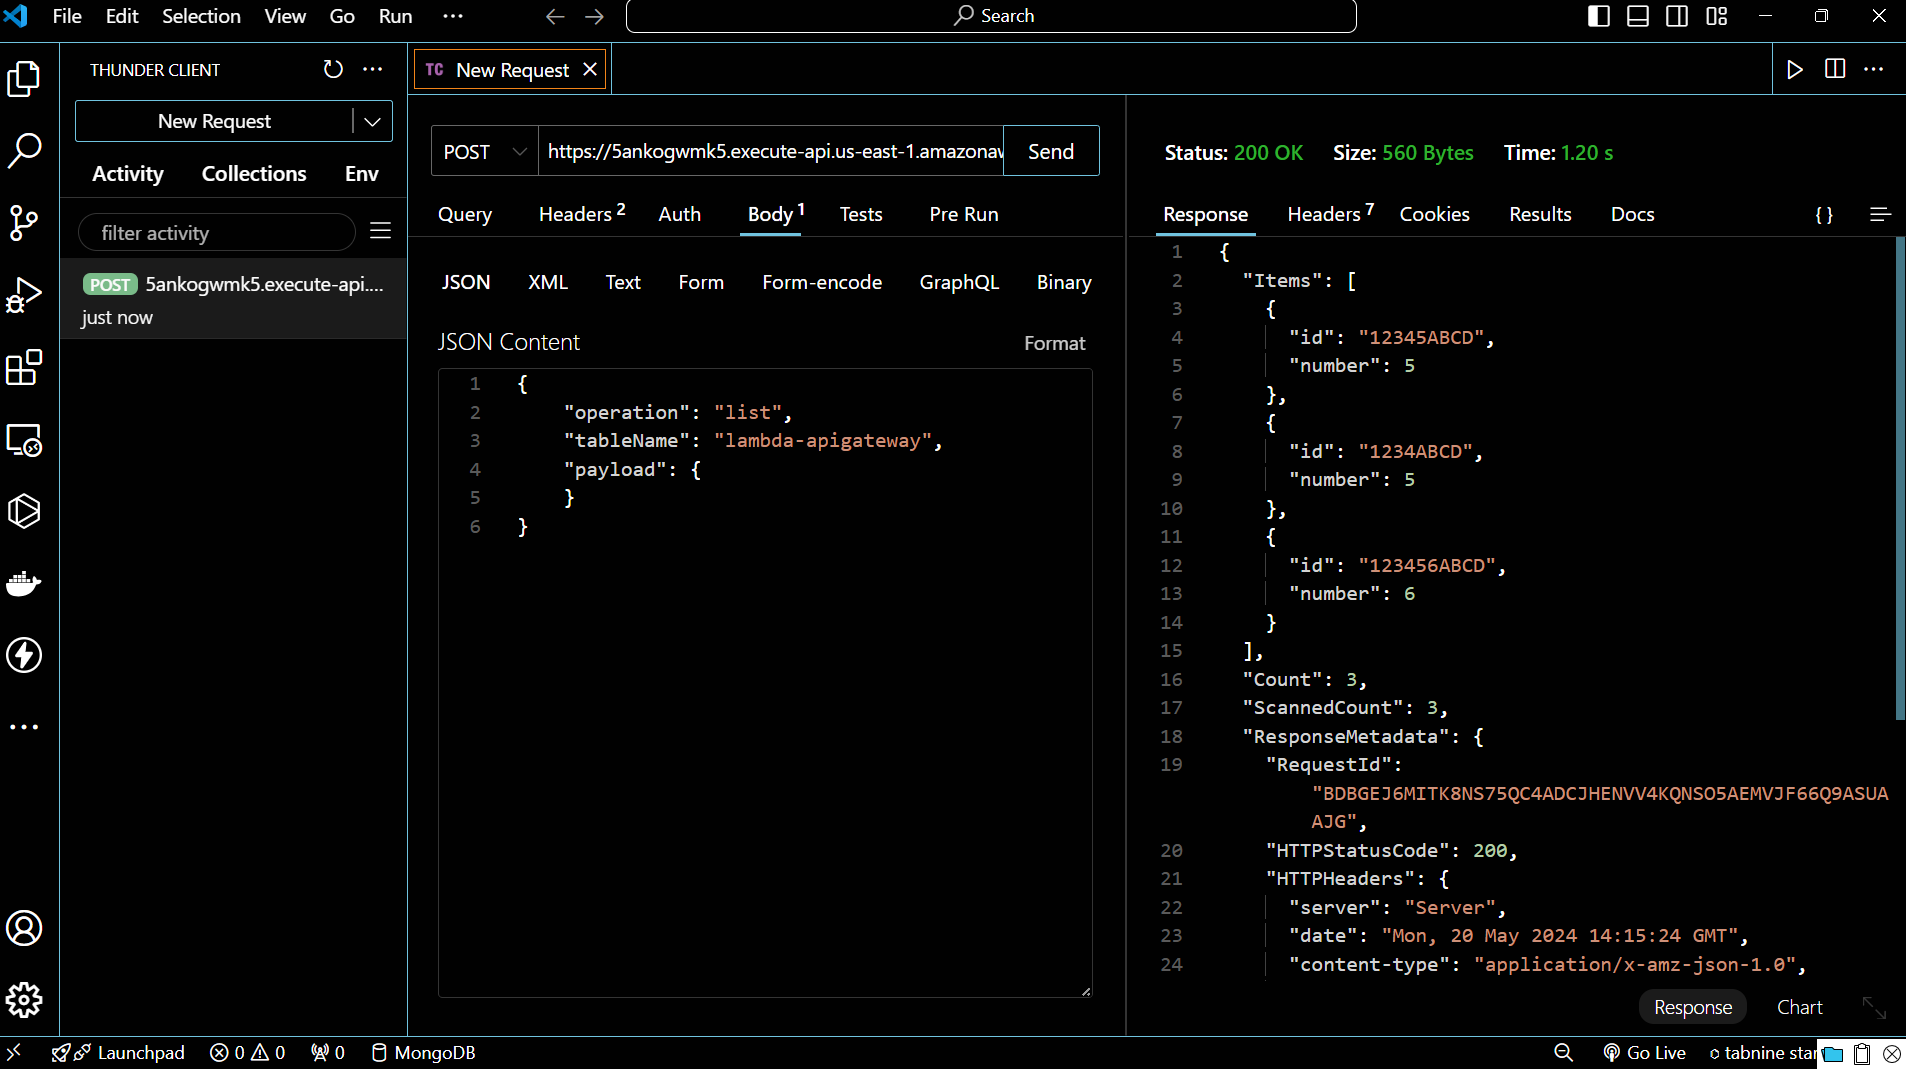 File Edit Selection View Go Run ··· Search
THUNDER CLIENT
New Request
Activity Collections Env
filter activity
POST 5ankogwmk5.execute-api....
just now
TC New Request
POST https://5ankogwmk5.execute-api.us-east-1.amazonaw Send
Query Headers 2 Auth Body 1 Tests Pre Run
JSON XML Text Form Form-encode GraphQL Binary
JSON Content Format
1 {
2 "operation": "list",
3 "tableName": "lambda-apigateway",
4 "payload": {
5 }
6 }
Status: 200 OK Size: 560 Bytes Time: 1.20 s
Response Headers 7 Cookies Results Docs { }
1 {
2 "Items": [
3 {
4 "id": "12345ABCD",
5 "number": 5
6 },
7 {
8 "id": "1234ABCD",
9 "number": 5
10 },
11 {
12 "id": "123456ABCD",
13 "number": 6
14 }
15 ],
16 "Count": 3,
17 "ScannedCount": 3,
18 "ResponseMetadata": {
19 "RequestId":
"BDBGEJ6MITK8NS75QC4ADCJHENVV4KQNSO5AEMVJF66Q9ASUA
AJG",
20 "HTTPStatusCode": 200,
21 "HTTPHeaders": {
22 "server": "Server",
23 "date": "Mon, 20 May 2024 14:15:24 GMT",
24 "content-type": "application/x-amz-json-1.0",
Response Chart
Launchpad 0 0 0 MongoDB Go Live tabnine star